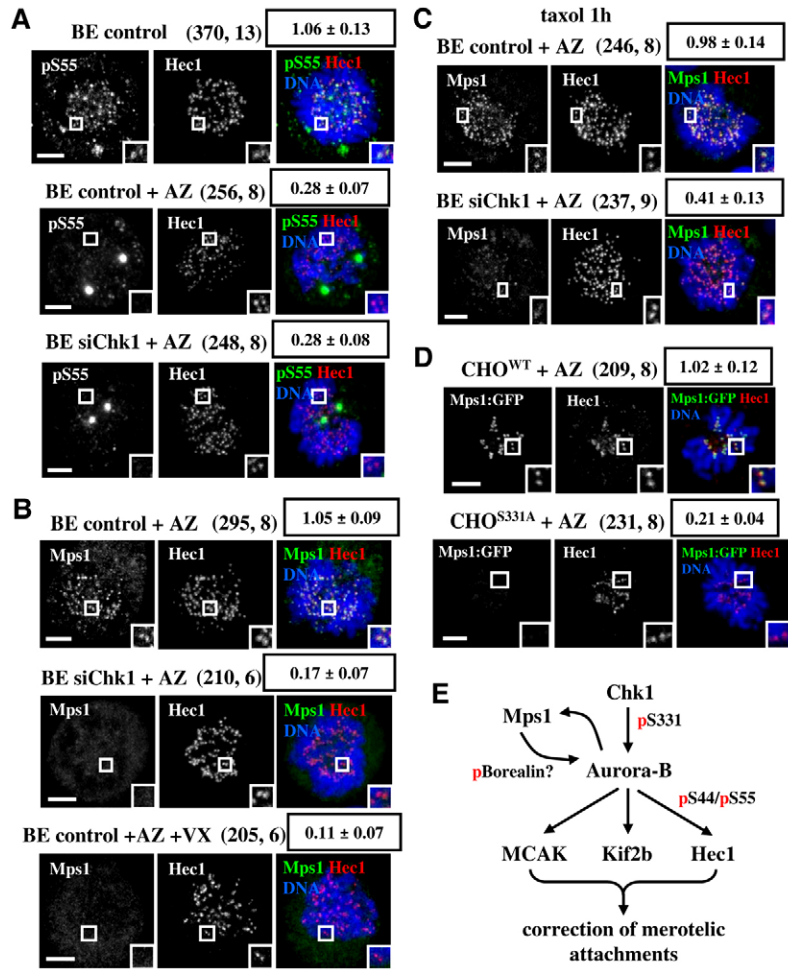 A
BE control (370, 13) 1.06 ± 0.13
pS55 Hec1 pS55 Hec1
DNA
BE control + AZ (256, 8) 0.28 ± 0.07
pS55 Hec1 pS55 Hec1
DNA
BE siChk1 + AZ (248, 8) 0.28 ± 0.08
pS55 Hec1 pS55 Hec1
DNA
B
BE control + AZ (295, 8) 1.05 ± 0.09
Mps1 Hec1 Mps1 Hec1
DNA
BE siChk1 + AZ (210, 6) 0.17 ± 0.07
Mps1 Hec1 Mps1 Hec1
DNA
BE control +AZ +VX (205, 6) 0.11 ± 0.07
Mps1 Hec1 Mps1 Hec1
DNA
C
taxol 1h
BE control + AZ (246, 8) 0.98 ± 0.14
Mps1 Hec1 Mps1 Hec1
DNA
BE siChk1 + AZ (237, 9) 0.41 ± 0.13
Mps1 Hec1 Mps1 Hec1
DNA
D
CHOWT + AZ (209, 8) 1.02 ± 0.12
Mps1:GFP Hec1 Mps1:GFP Hec1
DNA
CHOS331A + AZ (231, 8) 0.21 ± 0.04
Mps1:GFP Hec1 Mps1:GFP Hec1
DNA
E
Chk1
Mps1 pS331
pBorealin? Aurora-B
pS44/pS55
MCAK Kif2b Hec1
correction of merotelic
attachments